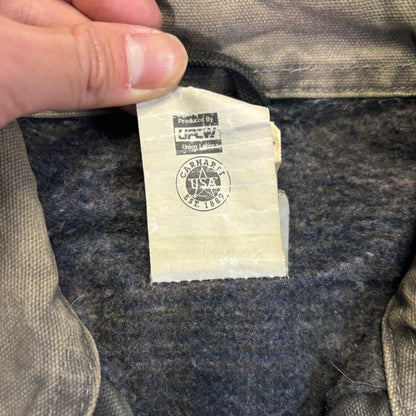 Produced By
UFCW
Union Labor
CARHARTT
USA
EST. 1889